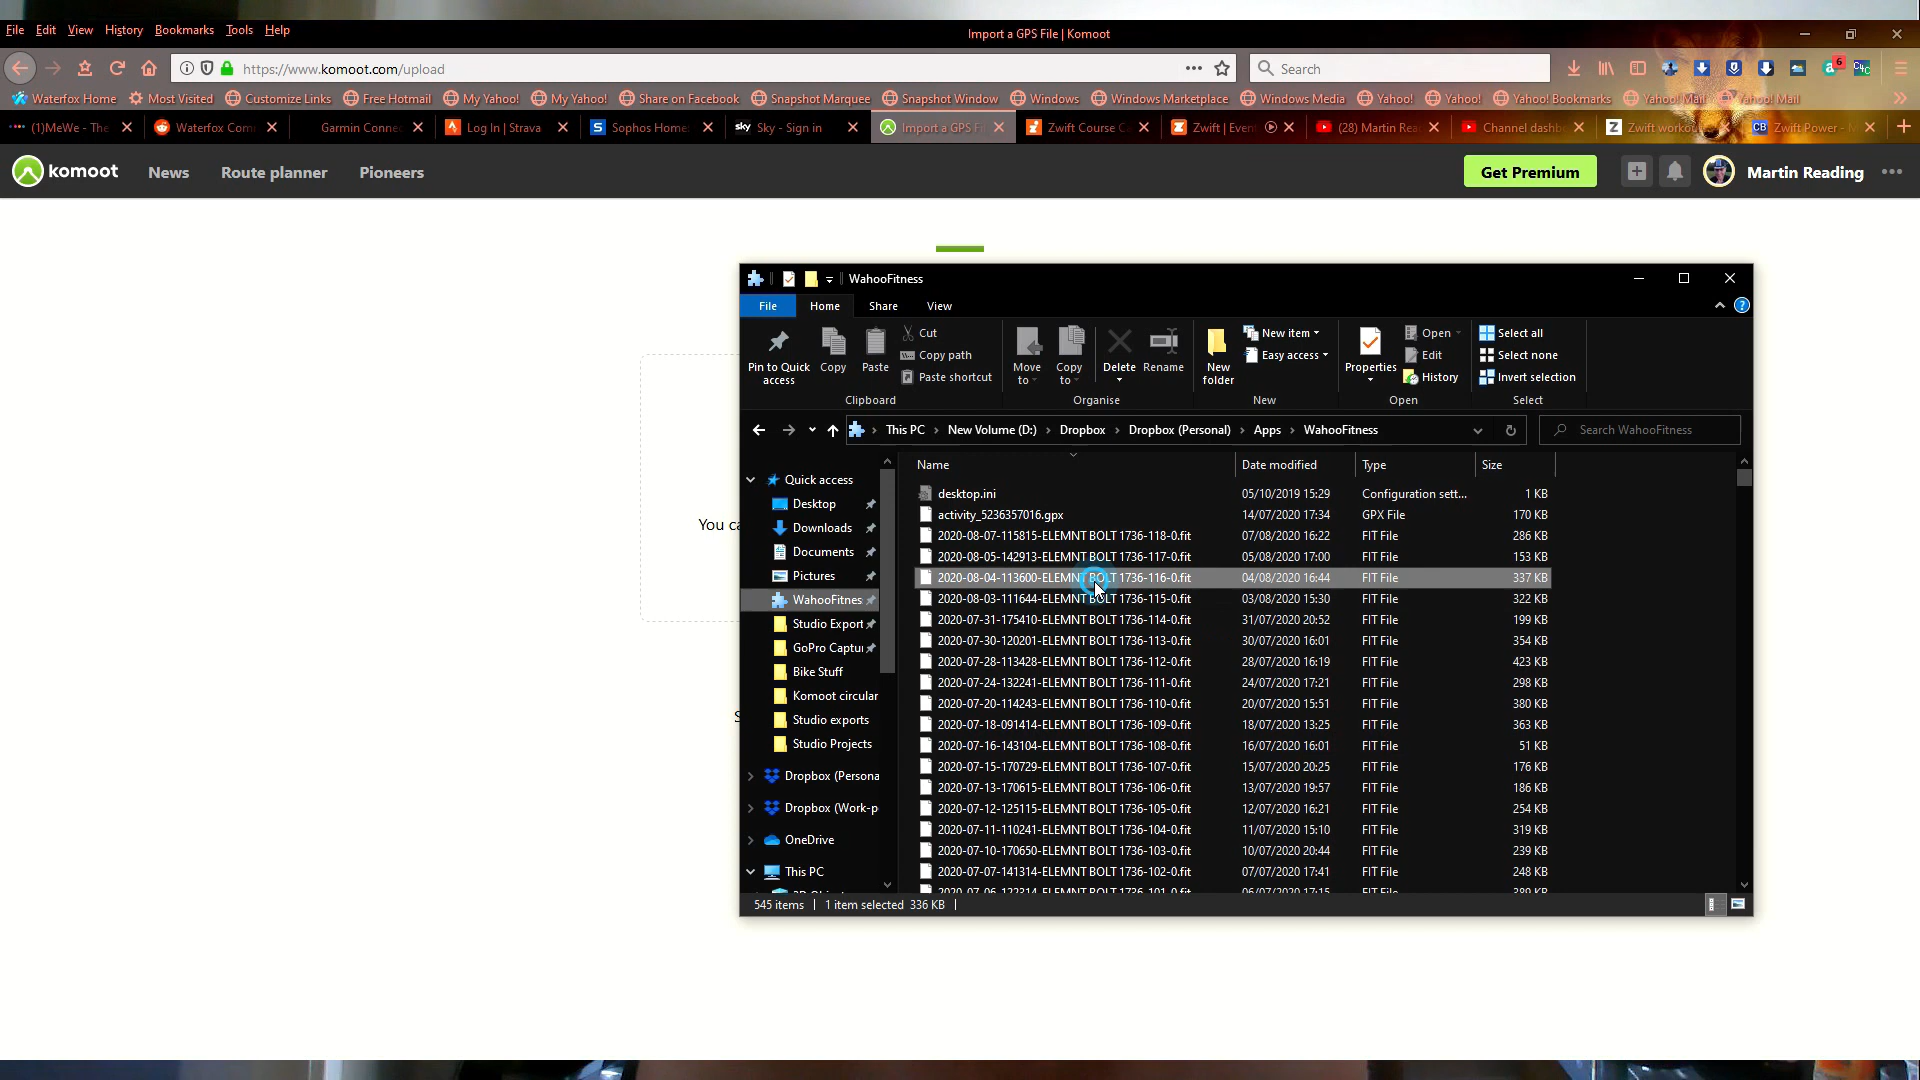 File Edit View History Bookmarks Tools Help
Import a GPS File | Komoot
https://www.komoot.com/upload
Search
6
Waterfox Home Most Visited Customize Links Free Hotmail My Yahoo! My Yahoo! Share on Facebook Snapshot Marquee Snapshot Window Windows Windows Marketplace Windows Media Yahoo! Yahoo! Yahoo! Bookmarks Yahoo! Mail Yahoo! Mail
(1)MeWe - The Waterfox Com Garmin Connec Log In | Strava Sophos Home Sky - Sign in Import a GPS Fi Zwift Course Ca Zwift | Even (28) Martin Rea Channel dashb Zwift workou Zwift Power - M
komoot News Route planner Pioneers Get Premium Martin Reading
WahooFitness
File Home Share View
Pin to Quick access Copy Paste Cut Copy path Paste shortcut
Move to Copy to Delete Rename
New folder New item Easy access
Properties Open Edit History
Select all Select none Invert selection
Clipboard Organise New Open Select
This PC New Volume (D:) Dropbox Dropbox (Personal) Apps WahooFitness
Search WahooFitness
You ca
Quick access
Desktop
Downloads
Documents
Pictures
WahooFitnes
Studio Export
GoPro Captu
Bike Stuff
Komoot circular
Studio exports
Studio Projects
Dropbox (Persona
Dropbox (Work-p
OneDrive
This PC
Name Date modified Type Size
desktop.ini 05/10/2019 15:29 Configuration sett... 1 KB
activity_5236357016.gpx 14/07/2020 17:34 GPX File 170 KB
2020-08-07-115815-ELEMNT BOLT 1736-118-0.fit 07/08/2020 16:22 FIT File 286 KB
2020-08-05-142913-ELEMNT BOLT 1736-117-0.fit 05/08/2020 17:00 FIT File 153 KB
2020-08-04-113600-ELEMNT BOLT 1736-116-0.fit 04/08/2020 16:44 FIT File 337 KB
2020-08-03-111644-ELEMNT BOLT 1736-115-0.fit 03/08/2020 15:30 FIT File 322 KB
2020-07-31-175410-ELEMNT BOLT 1736-114-0.fit 31/07/2020 20:52 FIT File 199 KB
2020-07-30-120201-ELEMNT BOLT 1736-113-0.fit 30/07/2020 16:01 FIT File 354 KB
2020-07-28-113428-ELEMNT BOLT 1736-112-0.fit 28/07/2020 16:19 FIT File 423 KB
2020-07-24-132241-ELEMNT BOLT 1736-111-0.fit 24/07/2020 17:21 FIT File 298 KB
2020-07-20-114243-ELEMNT BOLT 1736-110-0.fit 20/07/2020 15:51 FIT File 380 KB
2020-07-18-091414-ELEMNT BOLT 1736-109-0.fit 18/07/2020 13:25 FIT File 363 KB
2020-07-16-143104-ELEMNT BOLT 1736-108-0.fit 16/07/2020 16:01 FIT File 51 KB
2020-07-15-170729-ELEMNT BOLT 1736-107-0.fit 15/07/2020 20:25 FIT File 176 KB
2020-07-13-170615-ELEMNT BOLT 1736-106-0.fit 13/07/2020 19:57 FIT File 186 KB
2020-07-12-125115-ELEMNT BOLT 1736-105-0.fit 12/07/2020 16:21 FIT File 254 KB
2020-07-11-110241-ELEMNT BOLT 1736-104-0.fit 11/07/2020 15:10 FIT File 319 KB
2020-07-10-170650-ELEMNT BOLT 1736-103-0.fit 10/07/2020 20:44 FIT File 239 KB
2020-07-07-141314-ELEMNT BOLT 1736-102-0.fit 07/07/2020 17:41 FIT File 248 KB
545 items 1 item selected 336 KB